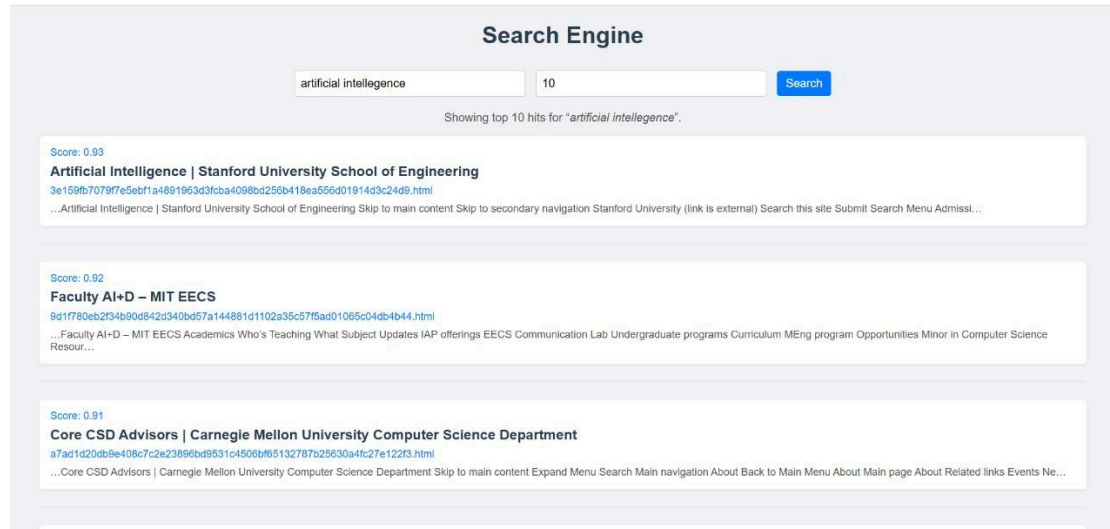 Search Engine
artificial intellegence
10
Search
Showing top 10 hits for “artificial intellegence”.
Score: 0.93
Artificial Intelligence | Stanford University School of Engineering
3e159fb7079f7e5ebf1a4891963d3fcba4098bd256b418ea556d01914d3c24d9.html
…Artificial Intelligence | Stanford University School of Engineering Skip to main content Skip to secondary navigation Stanford University (link is external) Search this site Submit Search Menu Admissi…
Score: 0.92
Faculty AI+D – MIT EECS
9d1f780eb2f34b90d842d340bd57a144881d1102a35c57f5ad01065c04db4b44.html
…Faculty AI+D – MIT EECS Academics Who’s Teaching What Subject Updates IAP offerings EECS Communication Lab Undergraduate programs Curriculum MEng program Opportunities Minor in Computer Science
Resour…
Score: 0.91
Core CSD Advisors | Carnegie Mellon University Computer Science Department
a7ad1d20db9e408c7c2e23896bd9531c4506bf65132787b25630a4fc27e122f3.html
…Core CSD Advisors | Carnegie Mellon University Computer Science Department Skip to main content Expand Menu Search Main navigation About Back to Main Menu About Main page About Related links Events Ne…